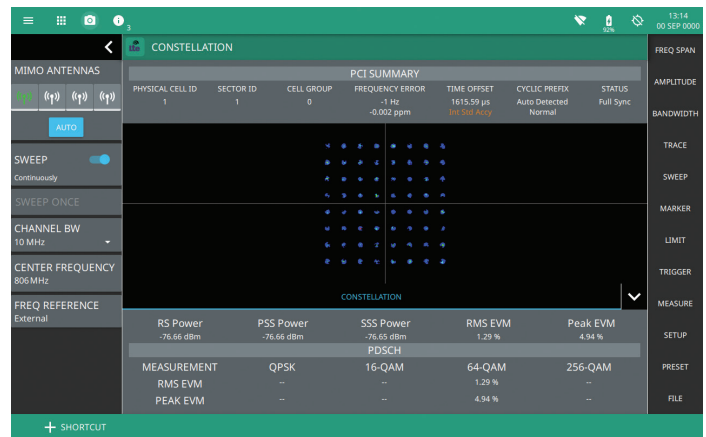 3
92%
13:14
00 SEP 0000
lte CONSTELLATION
MIMO ANTENNAS
AUTO
SWEEP
Continuously
SWEEP ONCE
CHANNEL BW
10 MHz
CENTER FREQUENCY
806 MHz
FREQ REFERENCE
External
PCI SUMMARY
PHYSICAL CELL ID SECTOR ID CELL GROUP FREQUENCY ERROR TIME OFFSET CYCLIC PREFIX STATUS
1 1 0 -1 Hz 1615.59 µs Auto Detected Full Sync
-0.002 ppm Int Std Accy Normal
CONSTELLATION
RS Power PSS Power SSS Power RMS EVM Peak EVM
-76.66 dBm -76.66 dBm -76.65 dBm 1.29 % 4.94 %
PDSCH
MEASUREMENT QPSK 16-QAM 64-QAM 256-QAM
RMS EVM -- -- 1.29 % --
PEAK EVM -- -- 4.94 % --
FREQ SPAN
AMPLITUDE
BANDWIDTH
TRACE
SWEEP
MARKER
LIMIT
TRIGGER
MEASURE
SETUP
PRESET
FILE
+ SHORTCUT